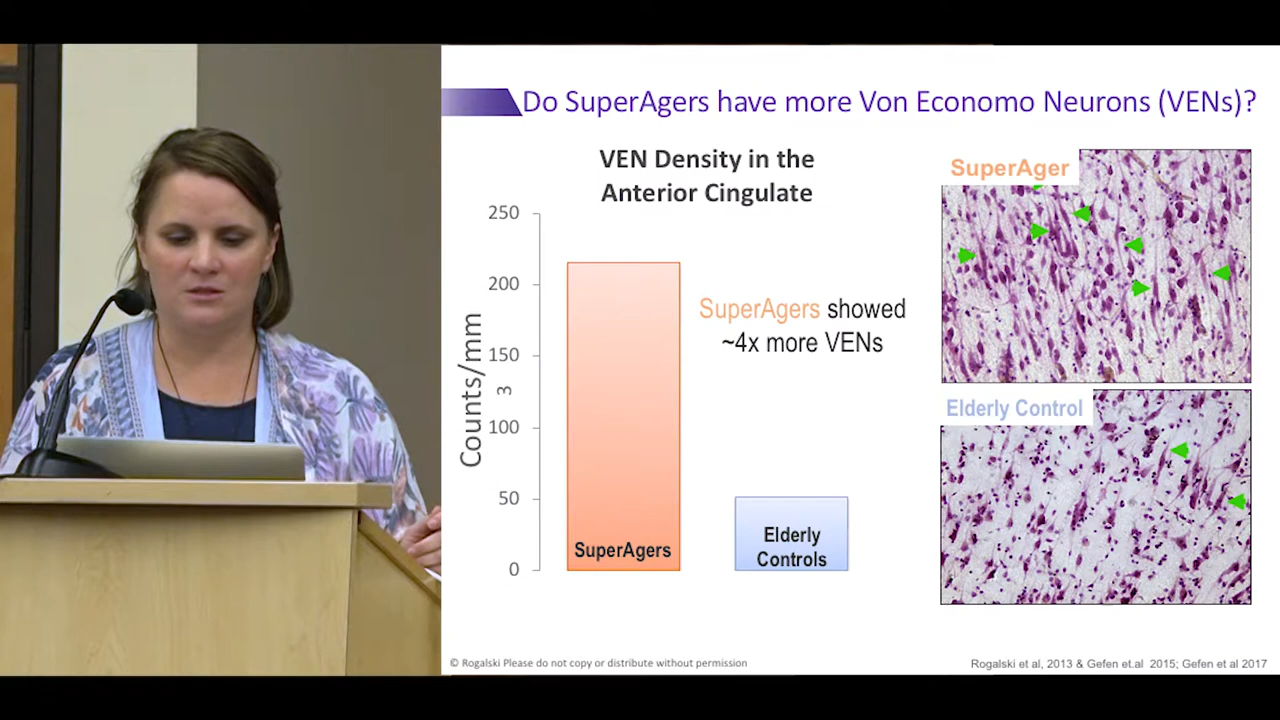 Do SuperAgers have more Von Economo Neurons (VENs)?
VEN Density in the
Anterior Cingulate
250
200
150
100
50
0
Counts/mm
3
SuperAgers
Elderly
Controls
SuperAgers showed
~4x more VENs
SuperAger
Elderly Control
© Rogalski Please do not copy or distribute without permission
Rogalski et al, 2013 & Gefen et.al 2015; Gefen et al 2017